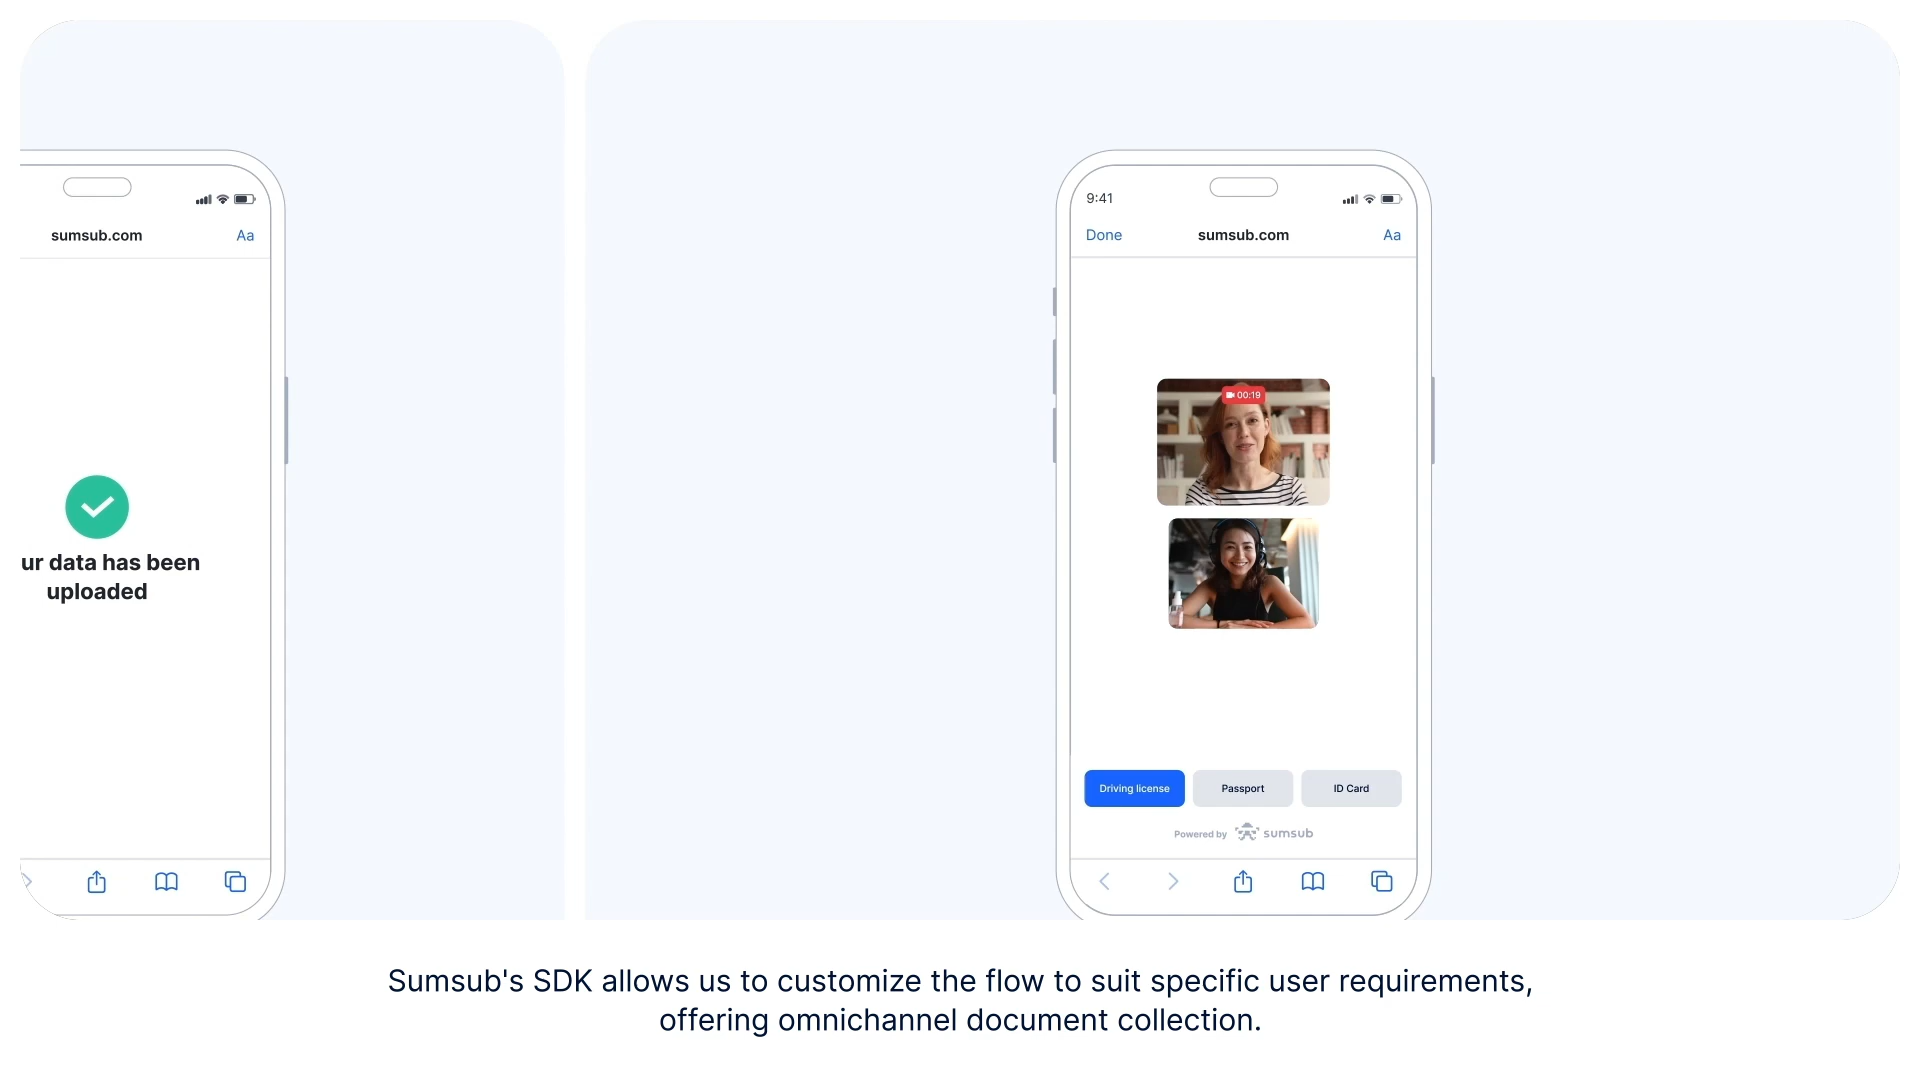 sumsub.com
Aa
ur data has been
uploaded
9:41
Done
sumsub.com
Aa
00:19
Driving license
Passport
ID Card
Powered by sumsub
Sumsub's SDK allows us to customize the flow to suit specific user requirements,
offering omnichannel document collection.